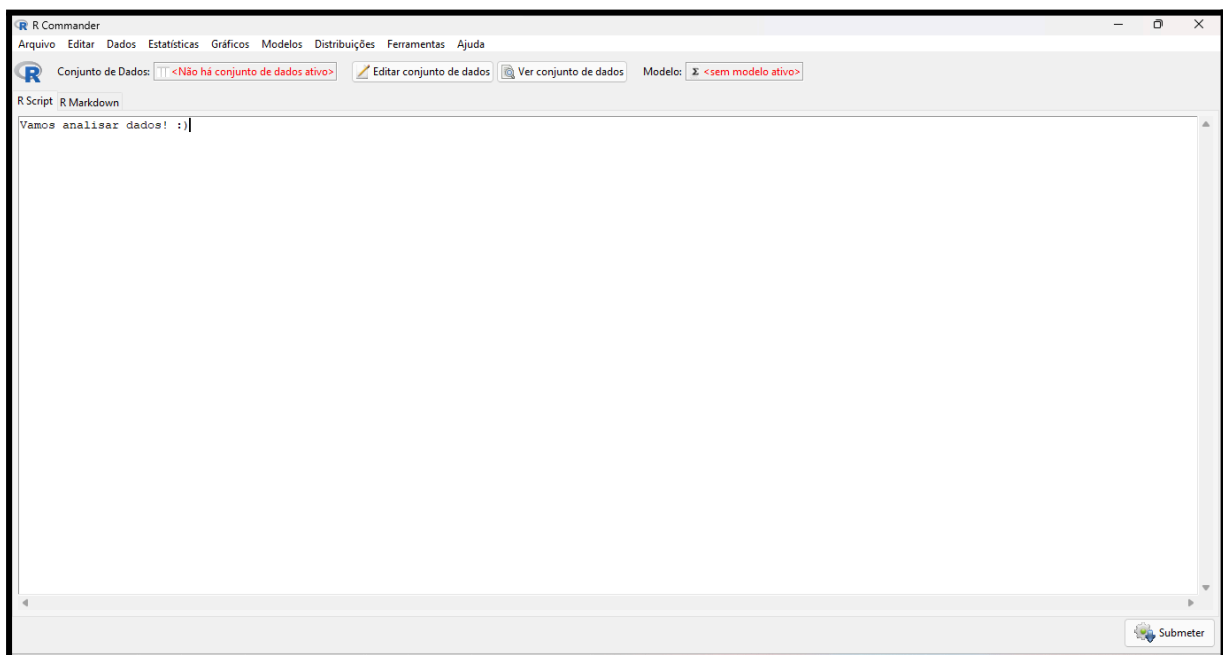 R R Commander
Arquivo Editar Dados Estatísticas Gráficos Modelos Distribuições Ferramentas Ajuda
R Conjunto de Dados: <Não há conjunto de dados ativo> Editar conjunto de dados Ver conjunto de dados Modelo: Σ <sem modelo ativo>
R Script R Markdown
Vamos analisar dados! :)
Submeter